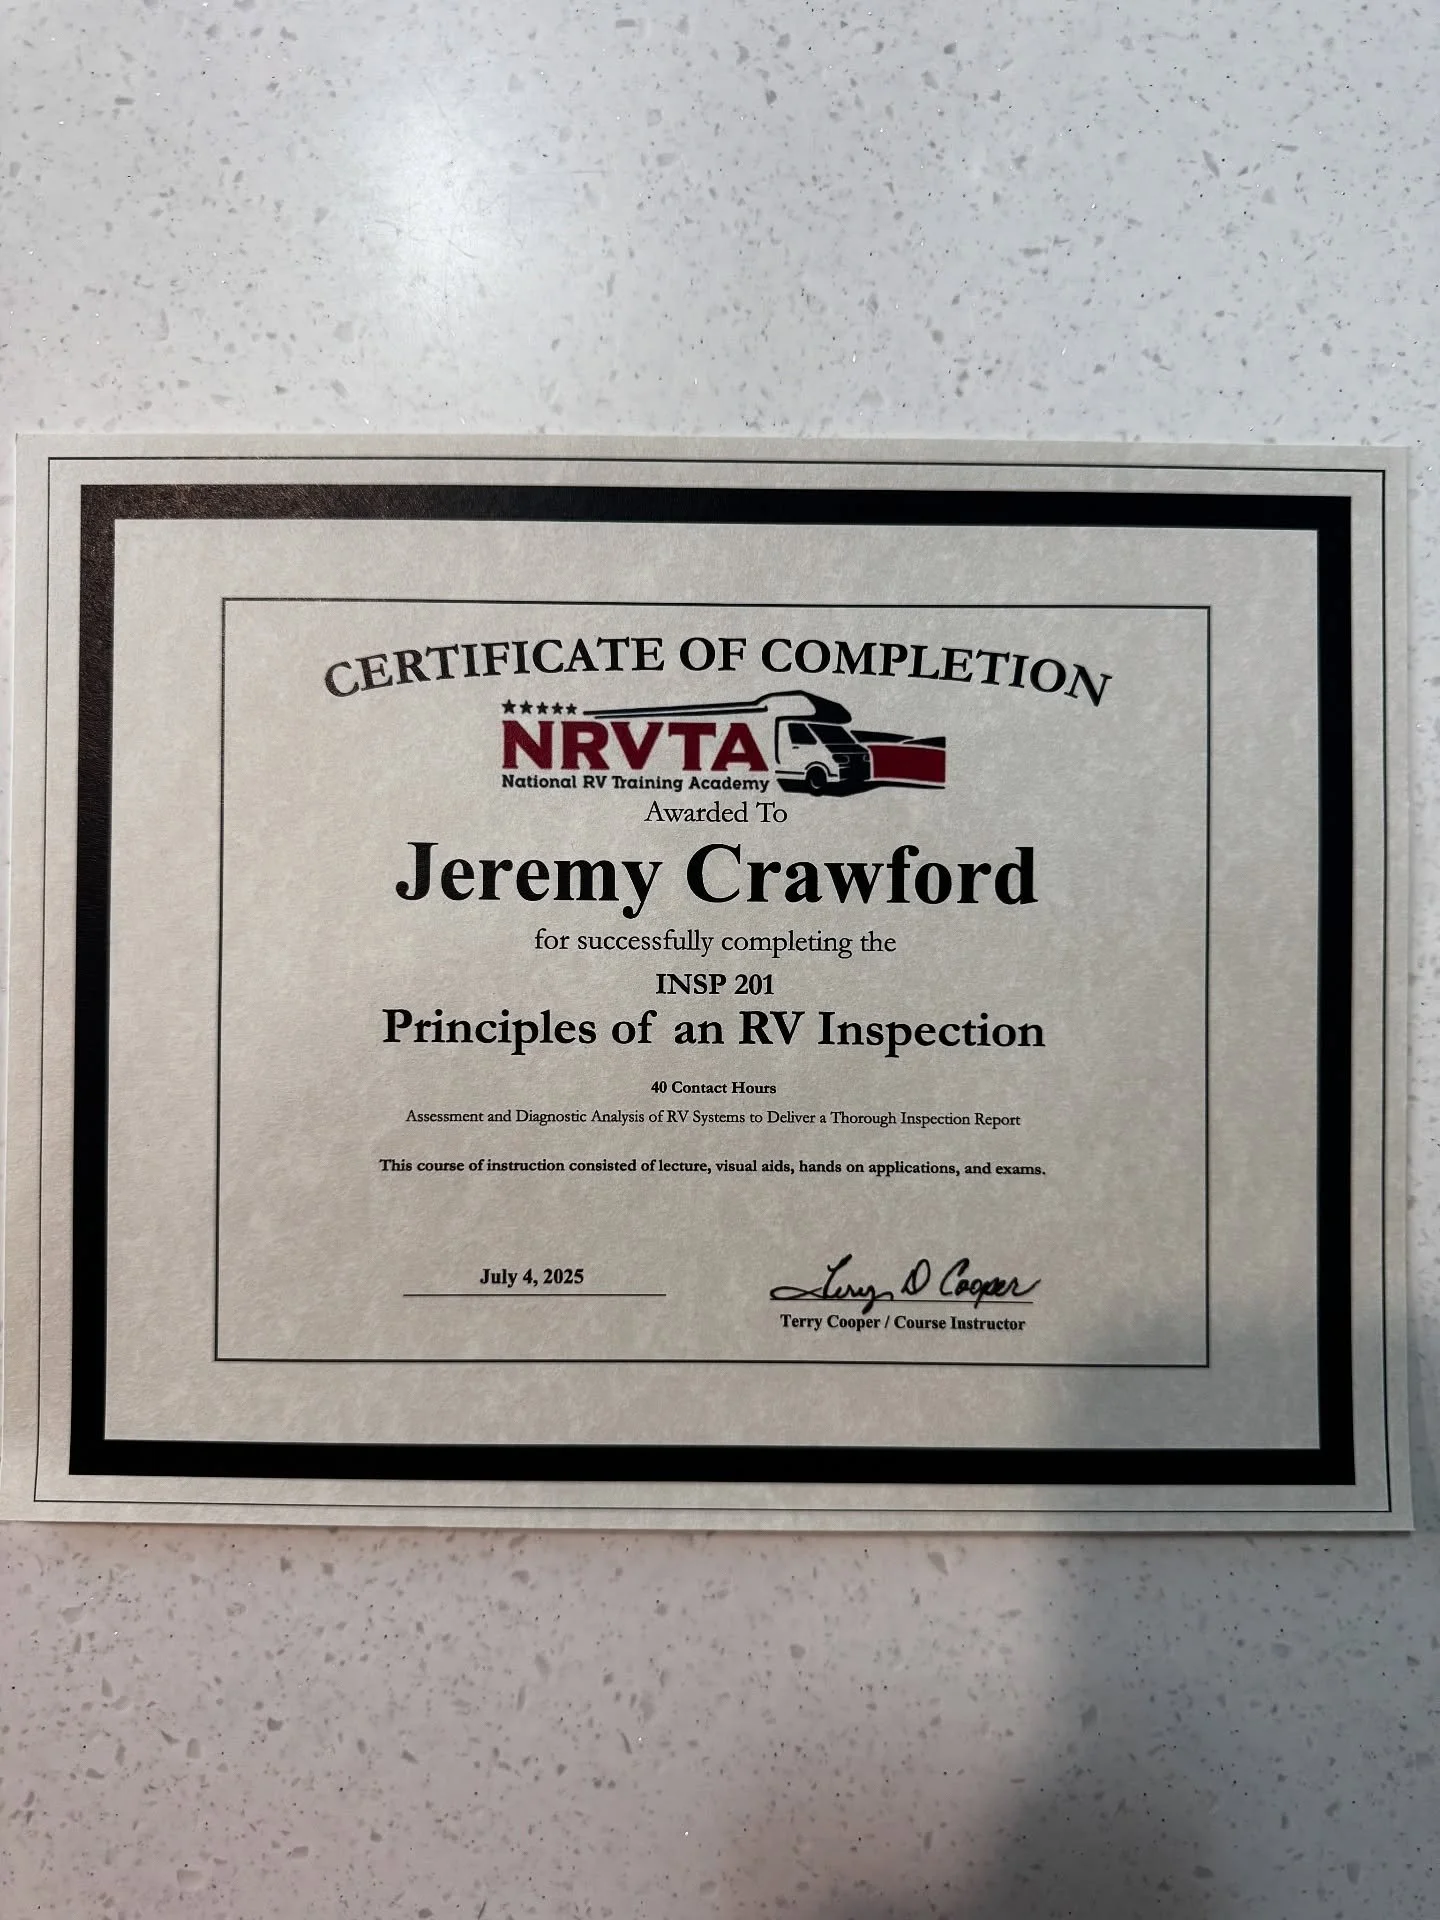 CERTIFICATE OF COMPLETION
★★★★★
NRVTA
National RV Training Academy
Awarded To
Jeremy Crawford
for successfully completing the
INSP 201
Principles of an RV Inspection
40 Contact Hours
Assessment and Diagnostic Analysis of RV Systems to Deliver a Thorough Inspection Report
This course of instruction consisted of lecture, visual aids, hands on applications, and exams.
July 4, 2025
Terry D Cooper
Terry Cooper / Course Instructor